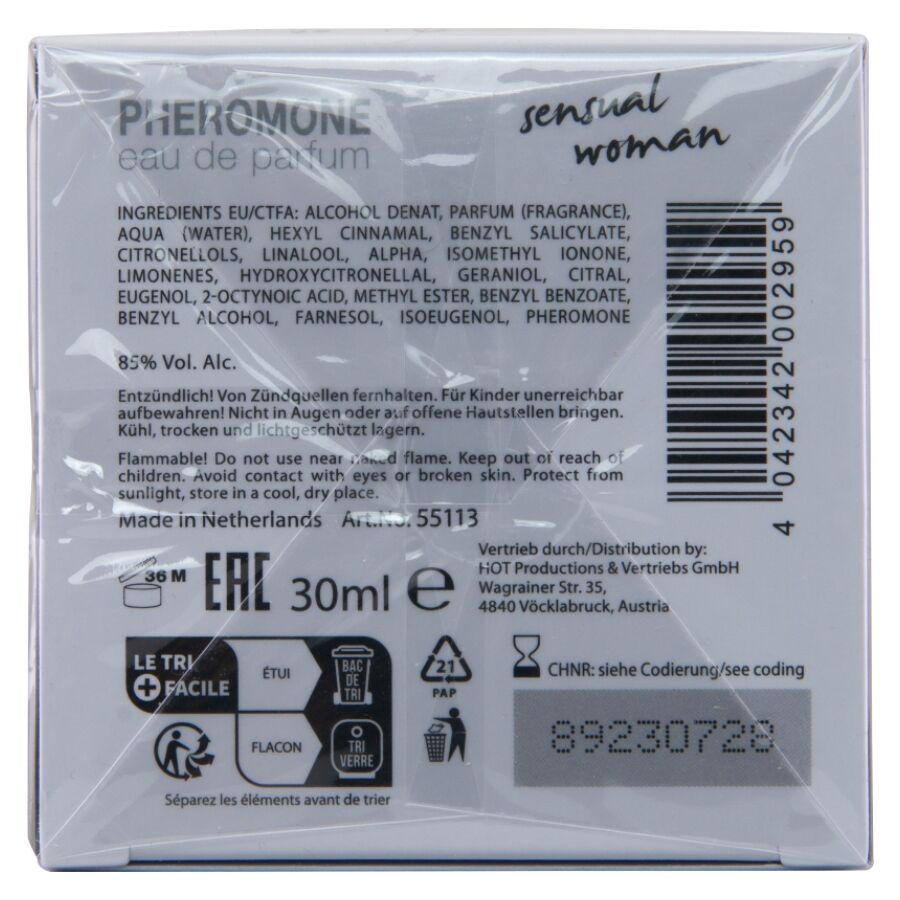 PHEROMONE
eau de parfum
sensual
woman
INGREDIENTS EU/CTFA: ALCOHOL DENAT, PARFUM (FRAGRANCE),
AQUA (WATER), HEXYL CINNAMAL, BENZYL SALICYLATE,
CITRONELLOLS, LINALOOL, ALPHA, ISOMETHYL IONONE,
LIMONENES, HYDROXYCITRONELLAL, GERANIOL, CITRAL,
EUGENOL, 2-OCTYNOIC ACID, METHYL ESTER, BENZYL BENZOATE,
BENZYL ALCOHOL, FARNESOL, ISOEUGENOL, PHEROMONE
85% Vol. Alc.
Entzündlich! Von Zündquellen fernhalten. Für Kinder unerreichbar
aufbewahren! Nicht in Augen oder auf offene Hautstellen bringen.
Kühl, trocken und lichtgeschützt lagern.
Flammable! Do not use near naked flame. Keep out of reach of
children. Avoid contact with eyes or broken skin. Protect from
sunlight, store in a cool, dry place.
Made in Netherlands Art.No. 55113
4 042342 002959
36 M
EAC
30ml e
Vertrieb durch/Distribution by:
HOT Productions & Vertriebs GmbH
Wagrainer Str. 35,
4840 Vöcklabruck, Austria
LE TRI
+ FACILE
ÉTUI
BAC
DE
TRI
FLACON
TRI
VERRE
Séparez les éléments avant de trier
21
PAP
CHNR: siehe Codierung/see coding
89230728